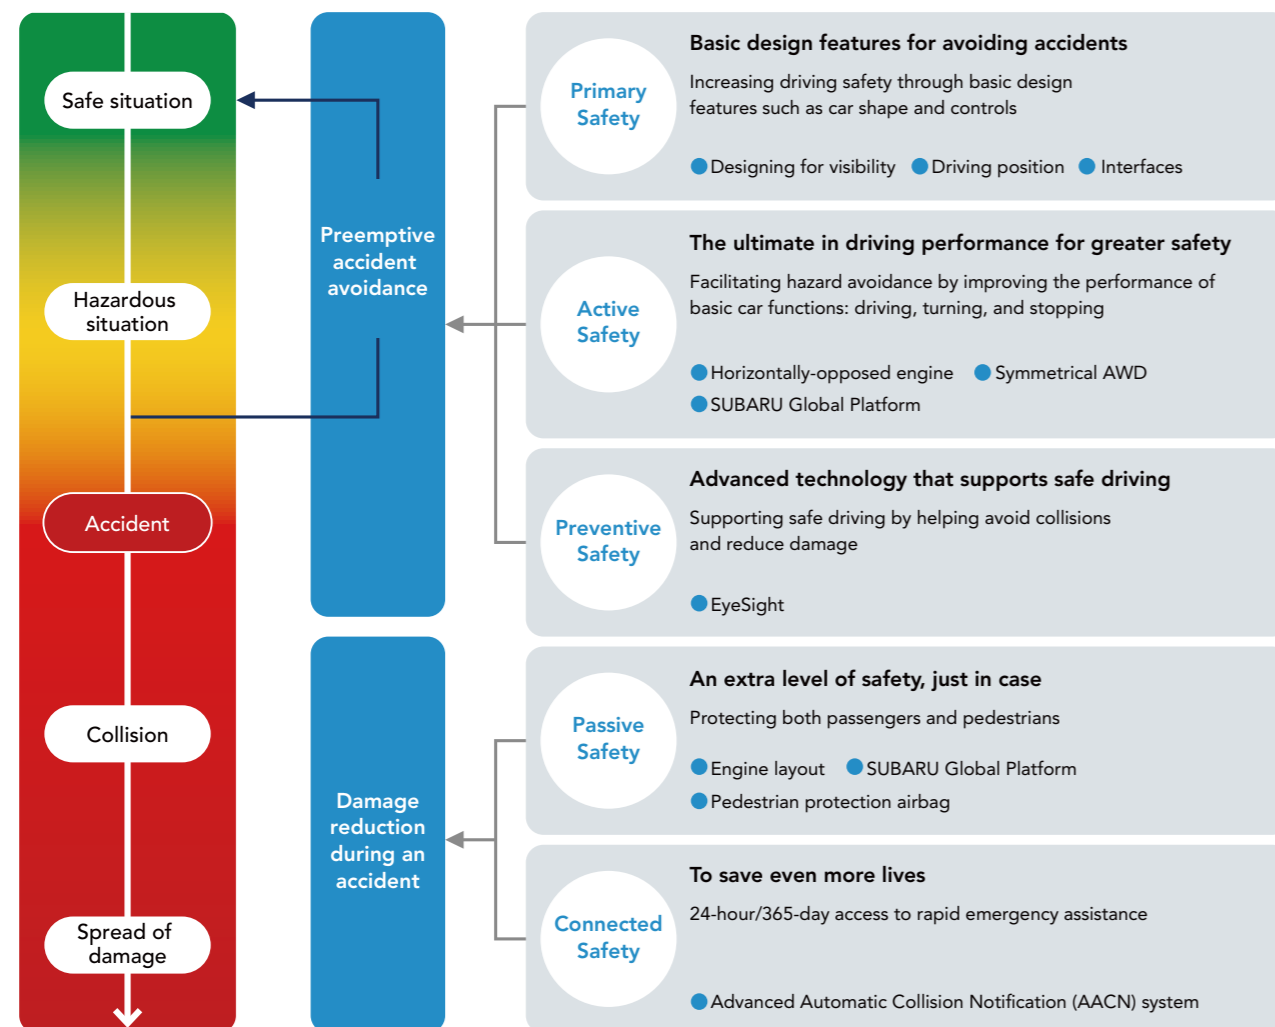 Safe situation
Hazardous
situation
Accident
Collision
Spread of
damage
Preemptive
accident
avoidance
Damage
reduction
during an
accident
Primary
Safety
Basic design features for avoiding accidents
Increasing driving safety through basic design
features such as car shape and controls
Designing for visibility Driving position Interfaces
Active
Safety
The ultimate in driving performance for greater safety
Facilitating hazard avoidance by improving the performance of
basic car functions: driving, turning, and stopping
Horizontally-opposed engine Symmetrical AWD
SUBARU Global Platform
Preventive
Safety
Advanced technology that supports safe driving
Supporting safe driving by helping avoid collisions
and reduce damage
EyeSight
Passive
Safety
An extra level of safety, just in case
Protecting both passengers and pedestrians
Engine layout SUBARU Global Platform
Pedestrian protection airbag
Connected
Safety
To save even more lives
24-hour/365-day access to rapid emergency assistance
Advanced Automatic Collision Notification (AACN) system